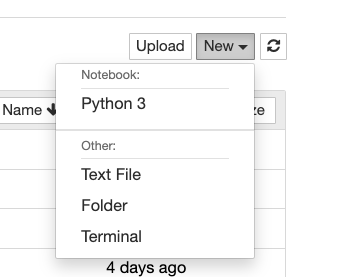 Upload New
Notebook:
Python 3
Name
Other:
Text File
Folder
Terminal
4 days ago